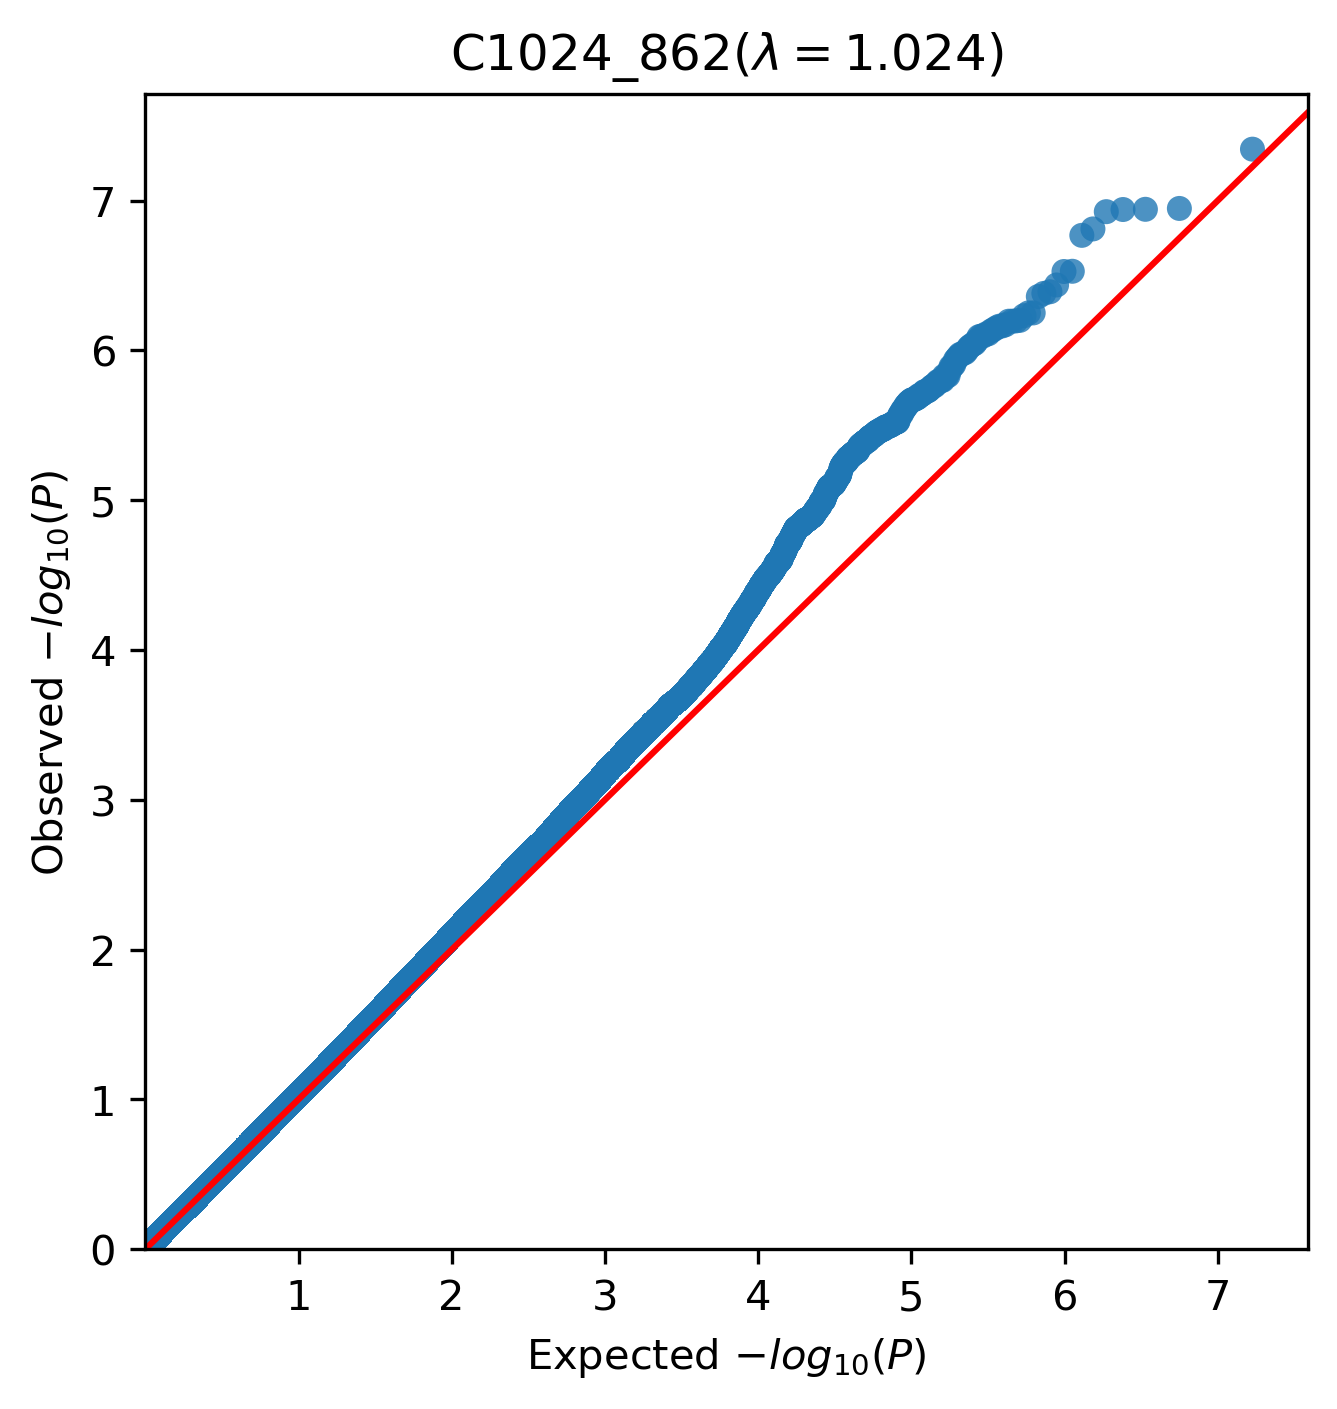 C1024_862(λ = 1.024)
Observed −log₁₀(P)
7
6
5
4
3
2
1
0
1 2 3 4 5 6 7
Expected −log₁₀(P)